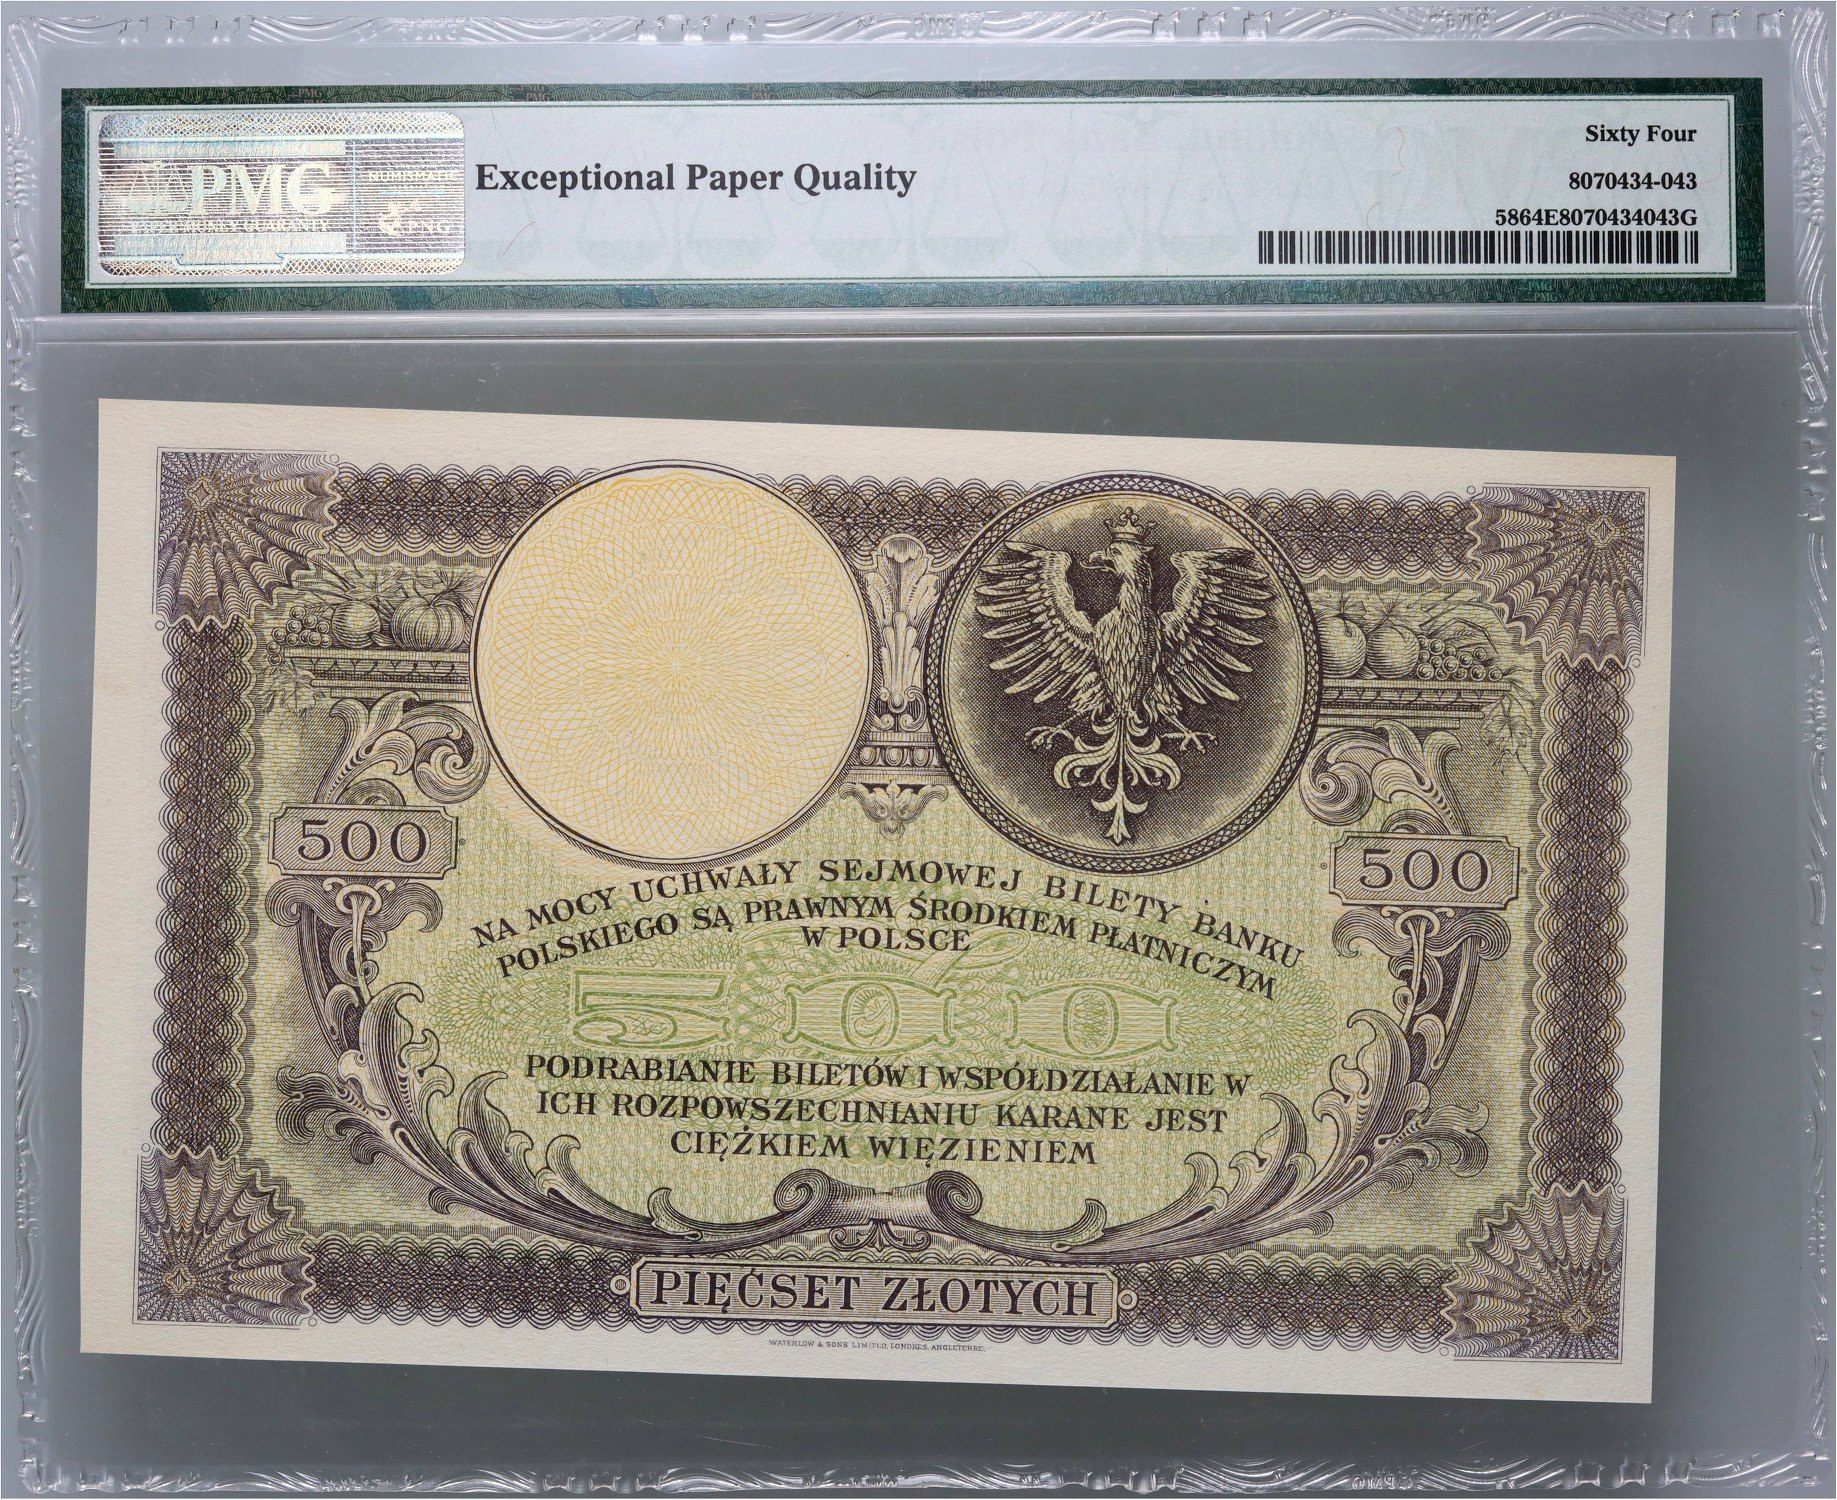 PMG
Exceptional Paper Quality
Sixty Four
8070434-043
5864E8070434043G
500
500
NA MOCY UCHWAŁY SEJMOWEJ BILETY BANKU
POLSKIEGO SĄ PRAWNYM ŚRODKIEM PŁATNICZYM
W POLSCE
500
PODRABIANIE BILETÓW I WSPÓŁDZIAŁANIE W
ICH ROZPOWSZECHNIANIU KARANE JEST
CIĘŻKIEM WIĘZIENIEM
PIĘĆSET ZŁOTYCH
WATERLOW & SONS LIMITED, LONDRES, ANGLETERRE.